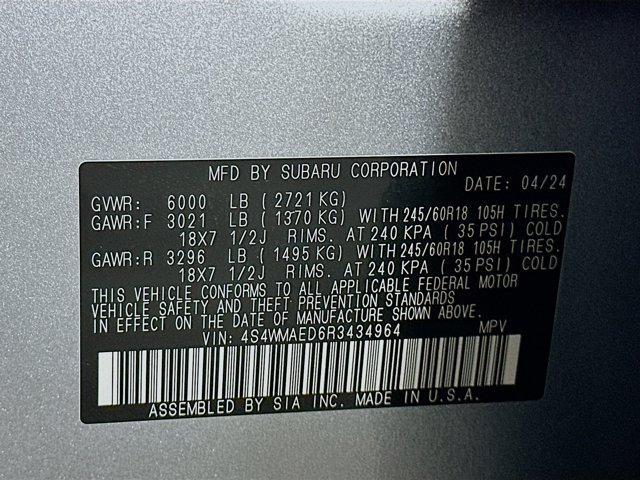 MFD BY SUBARU CORPORATION
DATE: 04/24
GVWR: 6000 LB ( 2721 KG)
GAWR:F 3021 LB ( 1370 KG) WITH 245/60R18 105H TIRES.
18X7 1/2J RIMS. AT 240 KPA ( 35 PSI) COLD
GAWR:R 3296 LB ( 1495 KG) WITH 245/60R18 105H TIRES.
18X7 1/2J RIMS. AT 240 KPA ( 35 PSI) COLD
THIS VEHICLE CONFORMS TO ALL APPLICABLE FEDERAL MOTOR
VEHICLE SAFETY AND THEFT PREVENTION STANDARDS
IN EFFECT ON THE DATE OF MANUFACTURE SHOWN ABOVE.
VIN: 4S4WMAED6R3434964 MPV
ASSEMBLED BY SIA INC. MADE IN U.S.A.